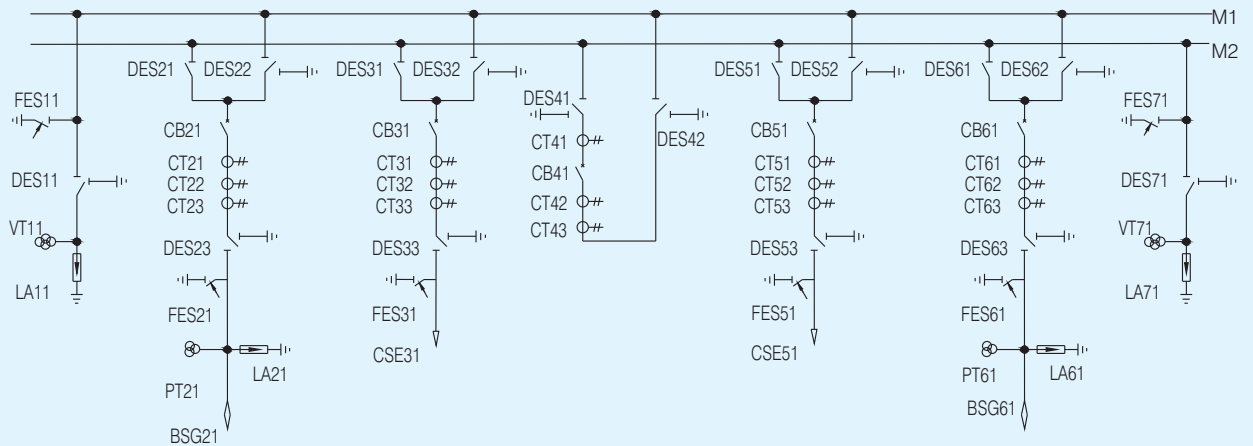 M1
M2
DES21 DES22
DES31 DES32
DES51 DES52
DES61 DES62
FES11
DES41
FES71
CB21
CB31
CT41
DES42
CB51
CB61
CT21
CT31
CB41
CT51
CT61
DES11
CT22
CT32
CT52
CT62
DES71
CT23
CT33
CT42
CT53
CT63
VT11
CT43
VT71
DES23
DES33
DES53
DES63
LA11
LA71
FES21
FES31
FES51
FES61
CSE31
CSE51
LA21
LA61
PT21
PT61
BSG21
BSG61